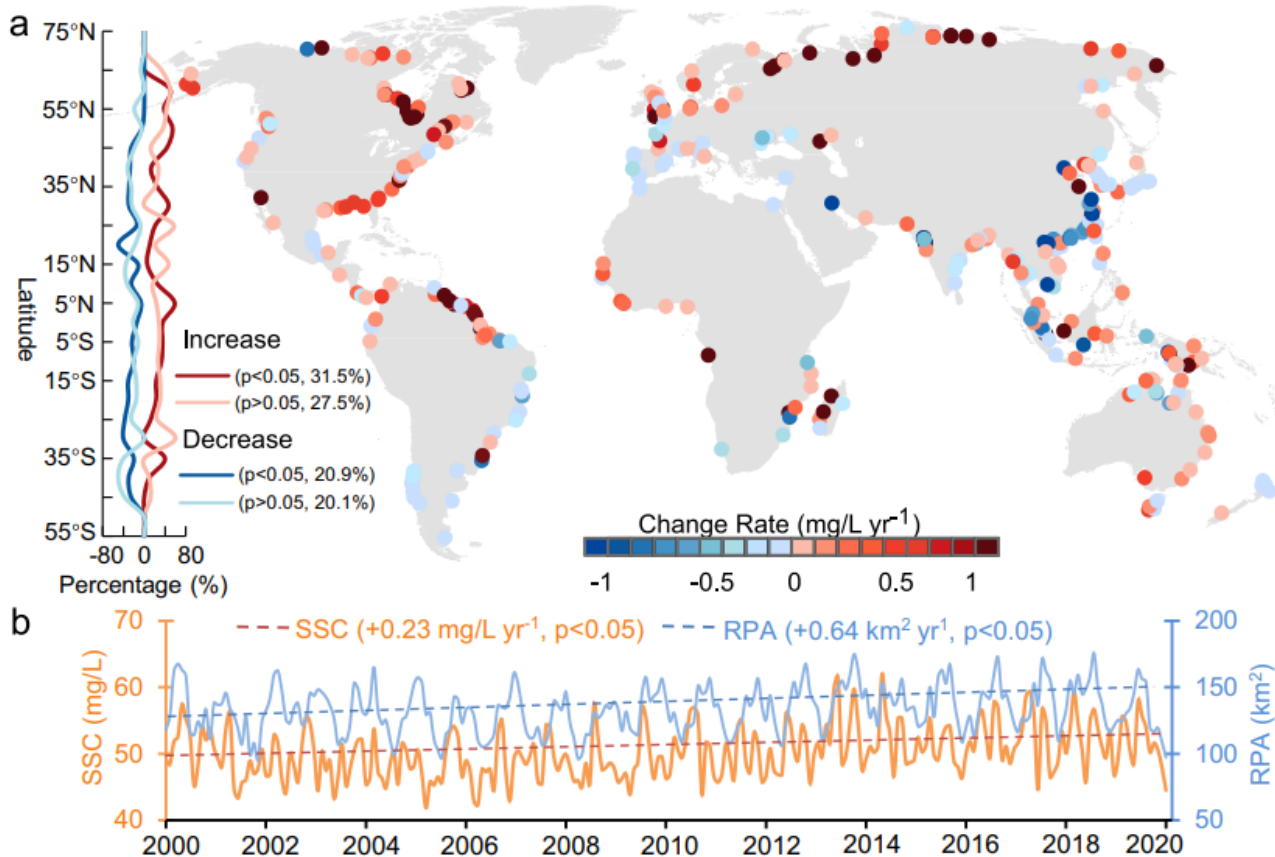 a
75°N
55°N
35°N
15°N
5°N
5°S
15°S
35°S
55°S
Latitude
-80 0 80
Percentage (%)
Increase
(p<0.05, 31.5%)
(p>0.05, 27.5%)
Decrease
(p<0.05, 20.9%)
(p>0.05, 20.1%)
Change Rate (mg/L yr-1)
-1 -0.5 0 0.5 1
b
SSC (+0.23 mg/L yr-1, p<0.05) RPA (+0.64 km2 yr1, p<0.05)
70
60
50
40
SSC (mg/L)
200
150
100
50
RPA (km2)
2000 2002 2004 2006 2008 2010 2012 2014 2016 2018 2020